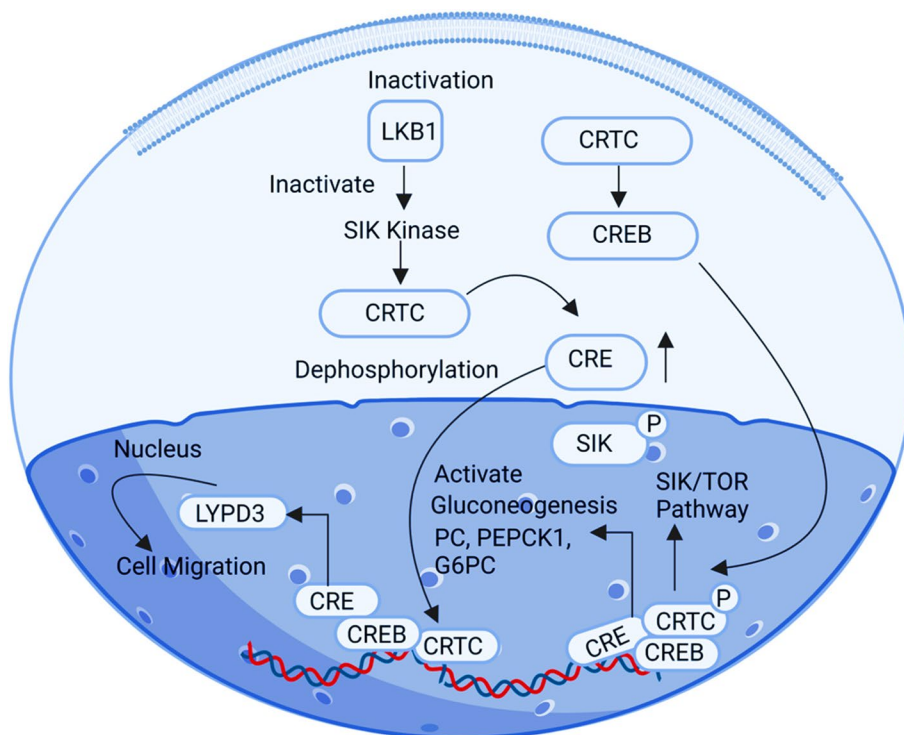 Inactivation
LKB1
Inactivate
SIK Kinase
CRTC
Dephosphorylation
CRTC
CREB
CRE
Nucleus
LYPD3
Cell Migration
CRE
CREB
CRTC
SIK
P
Activate
Gluconeogenesis
PC, PEPCK1,
G6PC
SIK/TOR
Pathway
CRE
CRTC
P
CREB